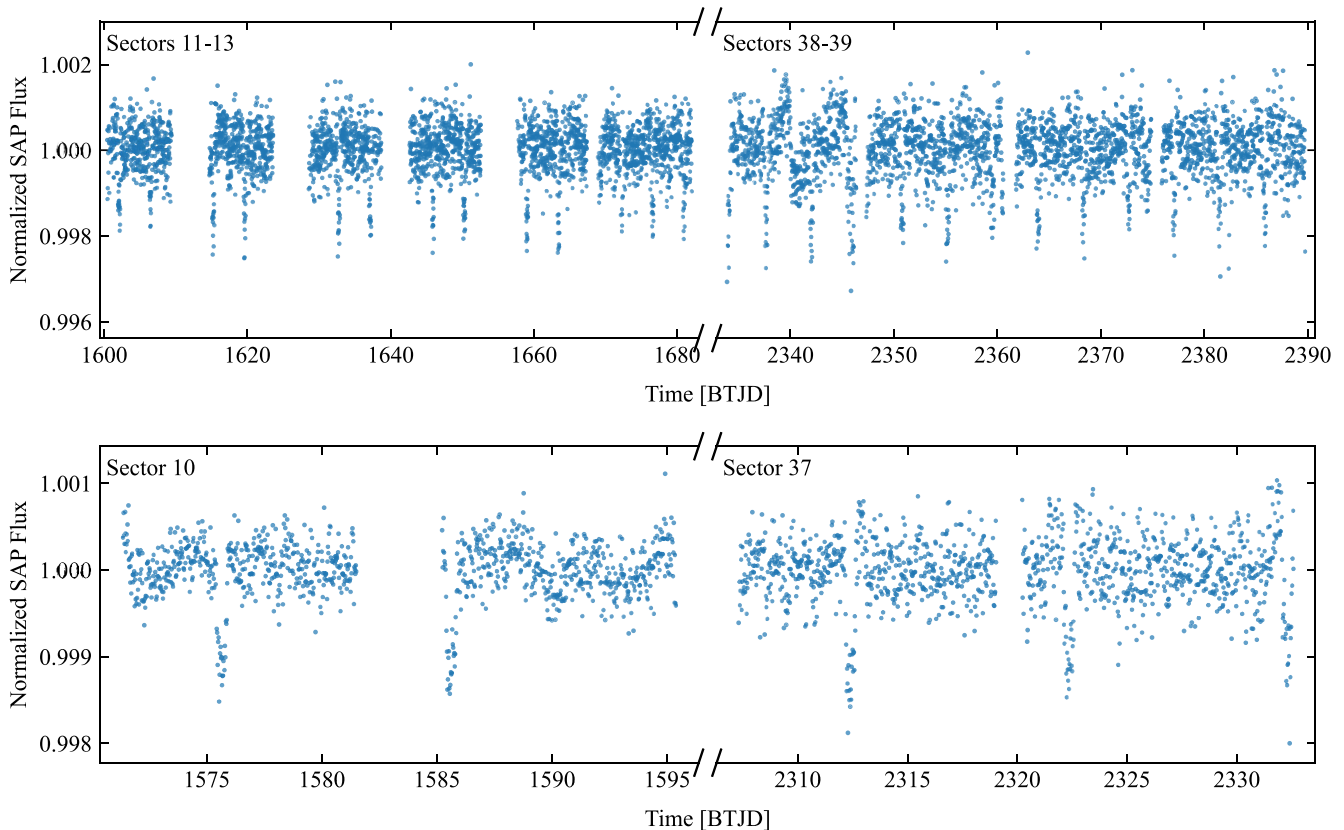 Sectors 11-13
Sectors 38-39
1.002
1.000
0.998
0.996
Normalized SAP Flux
1600 1620 1640 1660 1680 2340 2350 2360 2370 2380 2390
Time [BTJD]
Sector 10
Sector 37
1.001
1.000
0.999
0.998
Normalized SAP Flux
1575 1580 1585 1590 1595 2310 2315 2320 2325 2330
Time [BTJD]